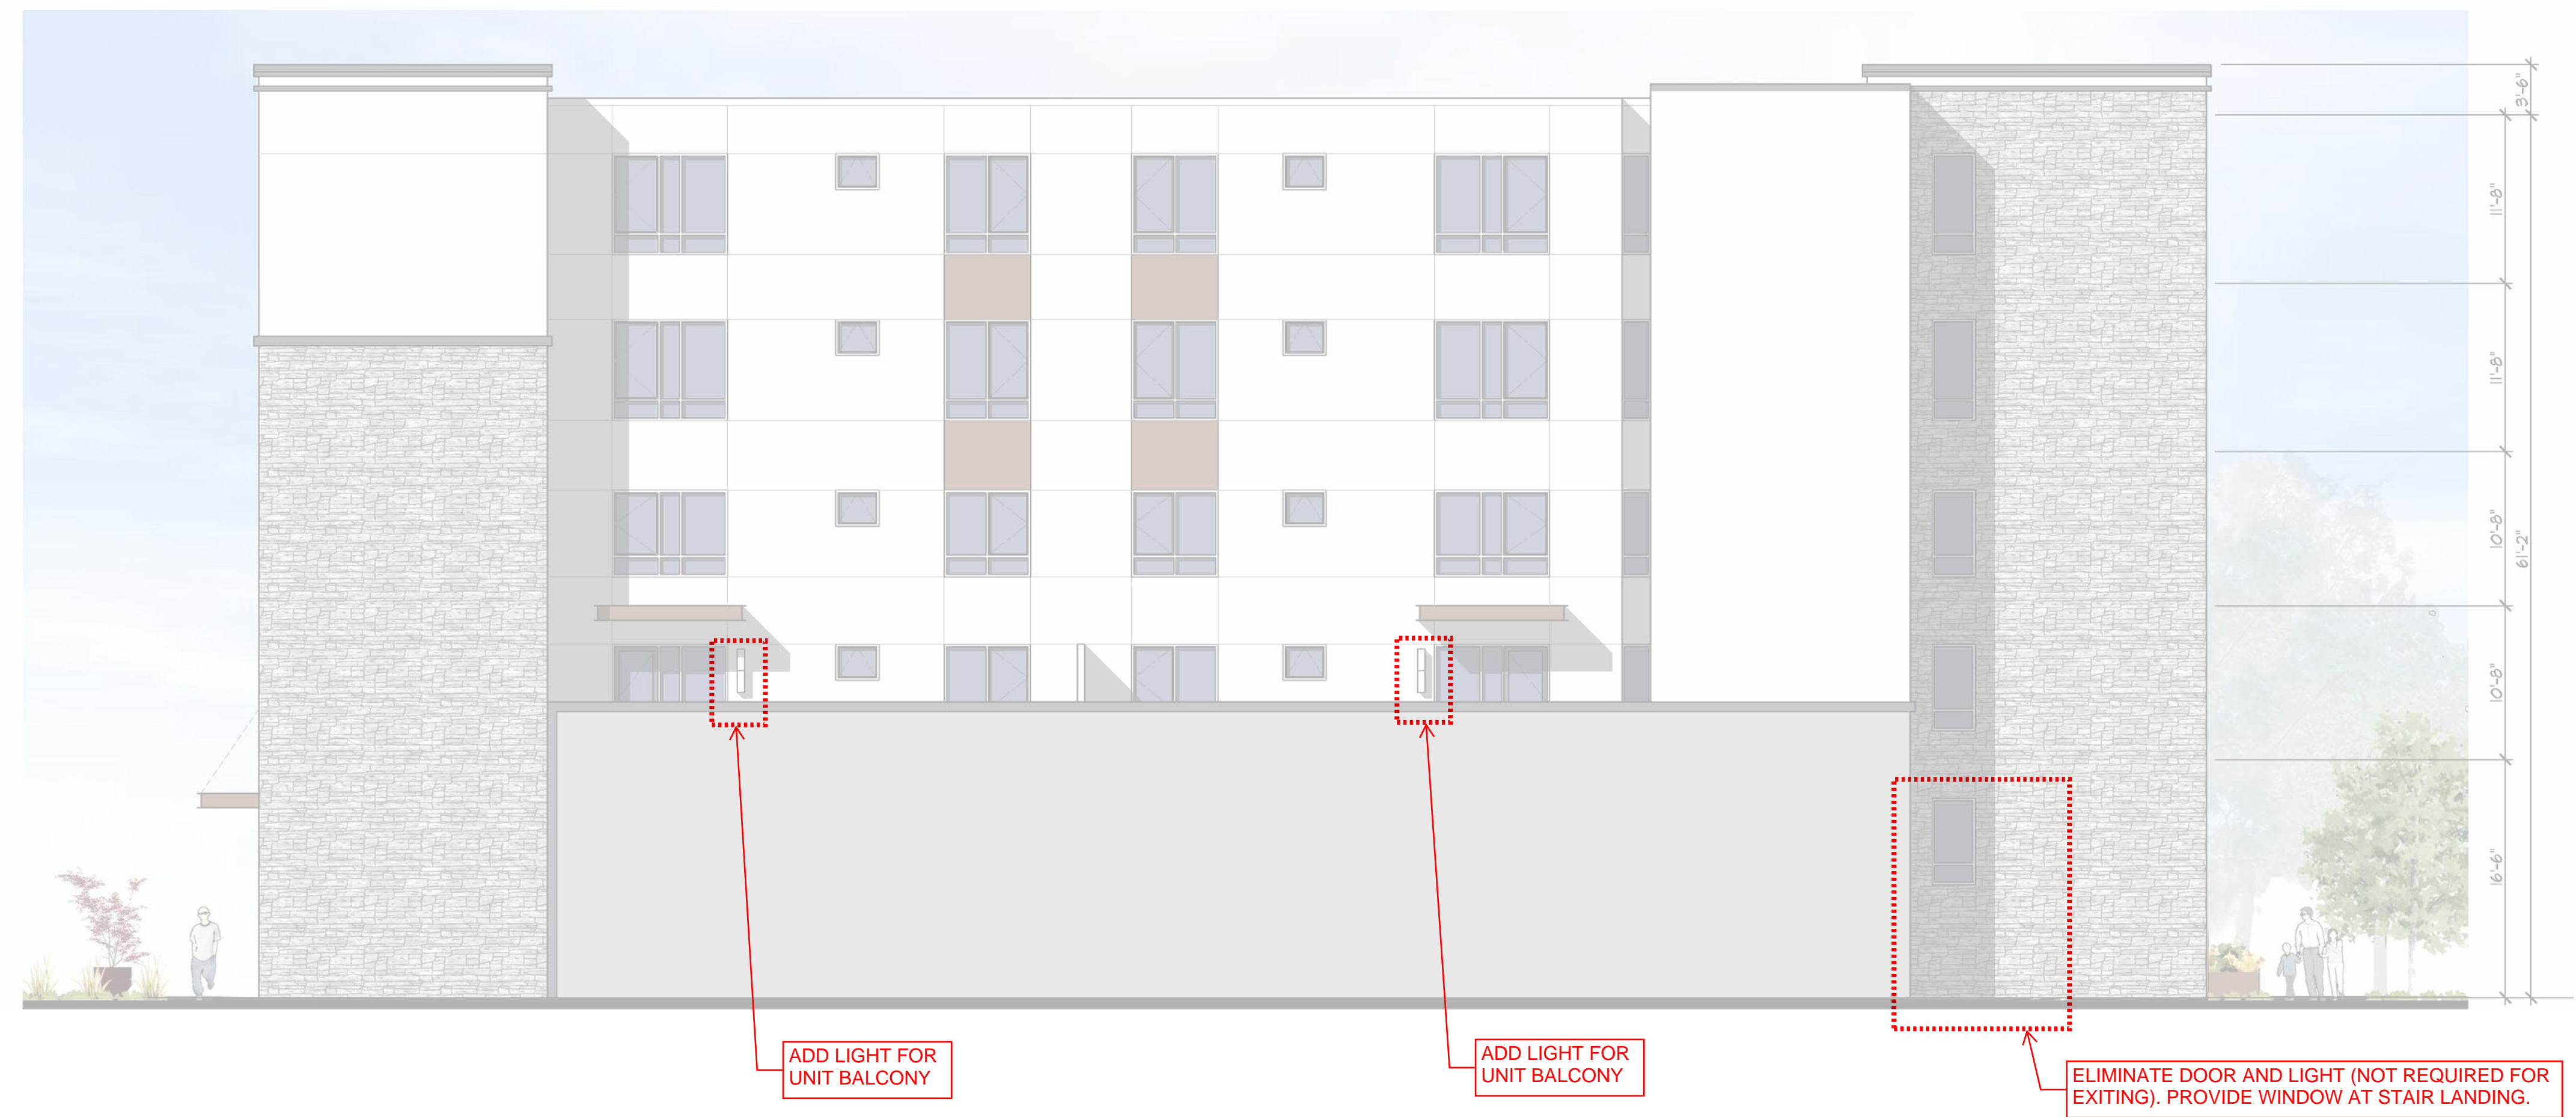 3'-6"
11'-8"
11'-8"
10'-8"
61'-2"
10'-8"
16'-6"
ADD LIGHT FOR
UNIT BALCONY
ADD LIGHT FOR
UNIT BALCONY
ELIMINATE DOOR AND LIGHT (NOT REQUIRED FOR
EXITING). PROVIDE WINDOW AT STAIR LANDING.